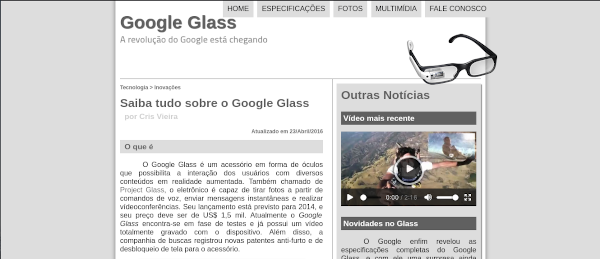 HOME ESPECIFICAÇÕES FOTOS MULTIMÍDIA FALE CONOSCO
Google Glass
A revolução do Google está chegando
Tecnologia > Inovações
Saiba tudo sobre o Google Glass
por Cris Vieira
Atualizado em 23/Abril/2016
O que é
O Google Glass é um acessório em forma de óculos
que possibilita a interação dos usuários com diversos
conteúdos em realidade aumentada. Também chamado de
Project Glass, o eletrônico é capaz de tirar fotos a partir de
comandos de voz, enviar mensagens instantâneas e realizar
vídeoconferências. Seu lançamento está previsto para 2014, e
seu preço deve ser de US$ 1,5 mil. Atualmente o Google
Glass encontra-se em fase de testes e já possui um vídeo
totalmente gravado com o dispositivo. Além disso, a
companhia de buscas registrou novas patentes anti-furto e de
desbloqueio de tela para o acessório.
Outras Notícias
Vídeo mais recente
0:00 / 2:16
Novidades no Glass
O Google enfim revelou as
especificações completas do Google
Glass, e com ele uma surpresa ainda